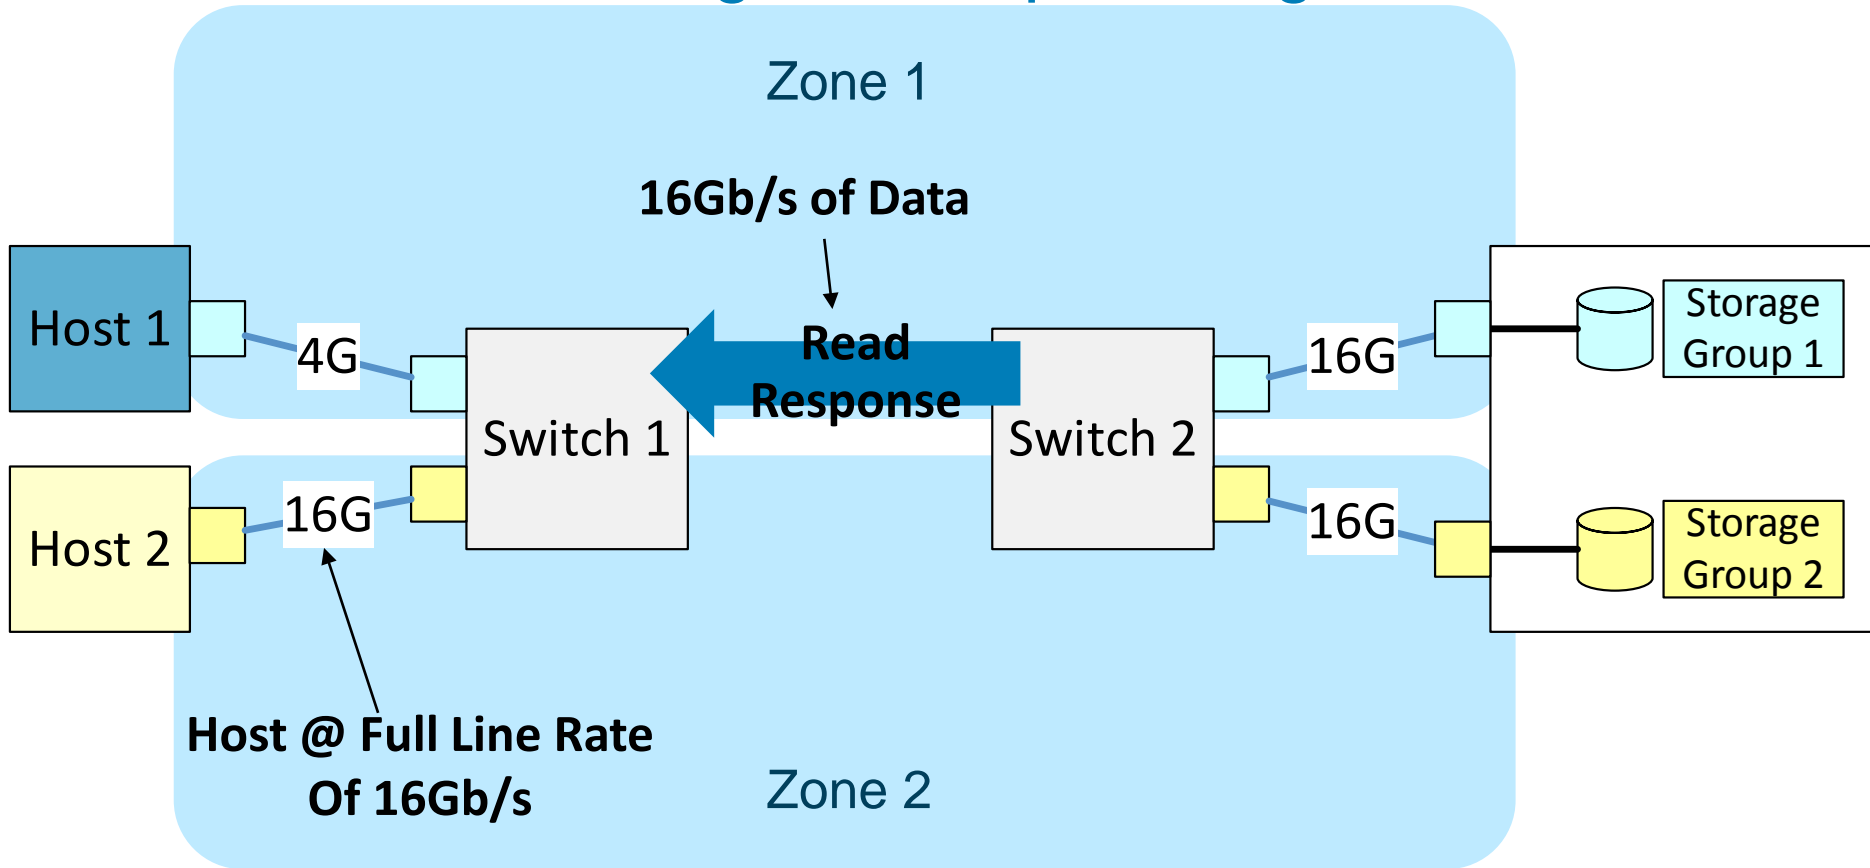 Zone 1
16Gb/s of Data
Host 1
4G
Read
Response
16G
Storage
Group 1
Switch 1
Switch 2
Host 2
16G
16G
Storage
Group 2
Host @ Full Line Rate
Of 16Gb/s
Zone 2